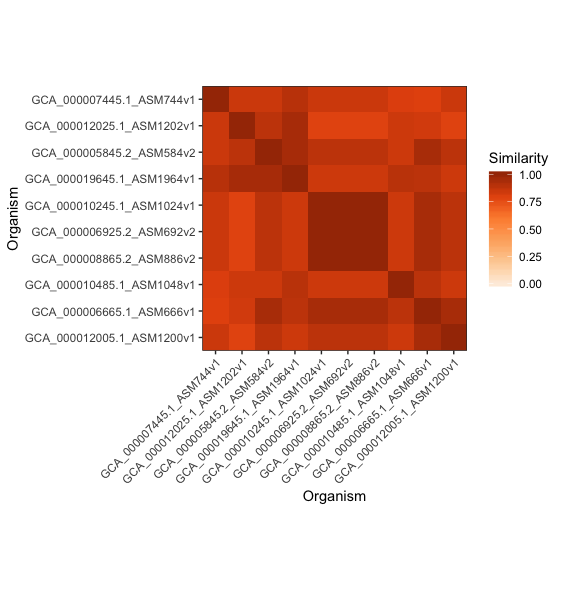 GCA_000007445.1_ASM744v1
GCA_000012025.1_ASM1202v1
GCA_000005845.2_ASM584v2
GCA_000019645.1_ASM1964v1
GCA_000010245.1_ASM1024v1
GCA_000006925.2_ASM692v2
GCA_000008865.2_ASM886v2
GCA_000010485.1_ASM1048v1
GCA_000006665.1_ASM666v1
GCA_000012005.1_ASM1200v1
Organism
GCA_000007445.1_ASM744v1
GCA_000012025.1_ASM1202v1
GCA_000005845.2_ASM584v2
GCA_000019645.1_ASM1964v1
GCA_000010245.1_ASM1024v1
GCA_000006925.2_ASM692v2
GCA_000008865.2_ASM886v2
GCA_000010485.1_ASM1048v1
GCA_000006665.1_ASM666v1
GCA_000012005.1_ASM1200v1
Organism
Similarity
1.00
0.75
0.50
0.25
0.00